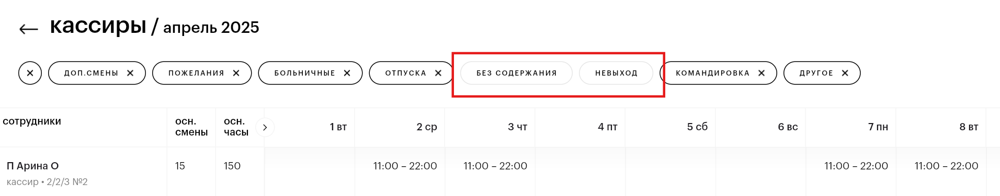 ← кассиры / апрель 2025
× ДОП.СМЕНЫ × ПОЖЕЛАНИЯ × БОЛЬНИЧНЫЕ × ОТПУСКА × БЕЗ СОДЕРЖАНИЯ НЕВЫХОД КОМАНДИРОВКА × ДРУГОЕ ×
сотрудники осн. смены осн. часы > 1 вт 2 ср 3 чт 4 пт 5 сб 6 вс 7 пн 8 вт
П Арина О 15 150 11:00 – 22:00 11:00 – 22:00 11:00 – 22:00 11:00 – 22:00
кассир • 2/2/3 №2